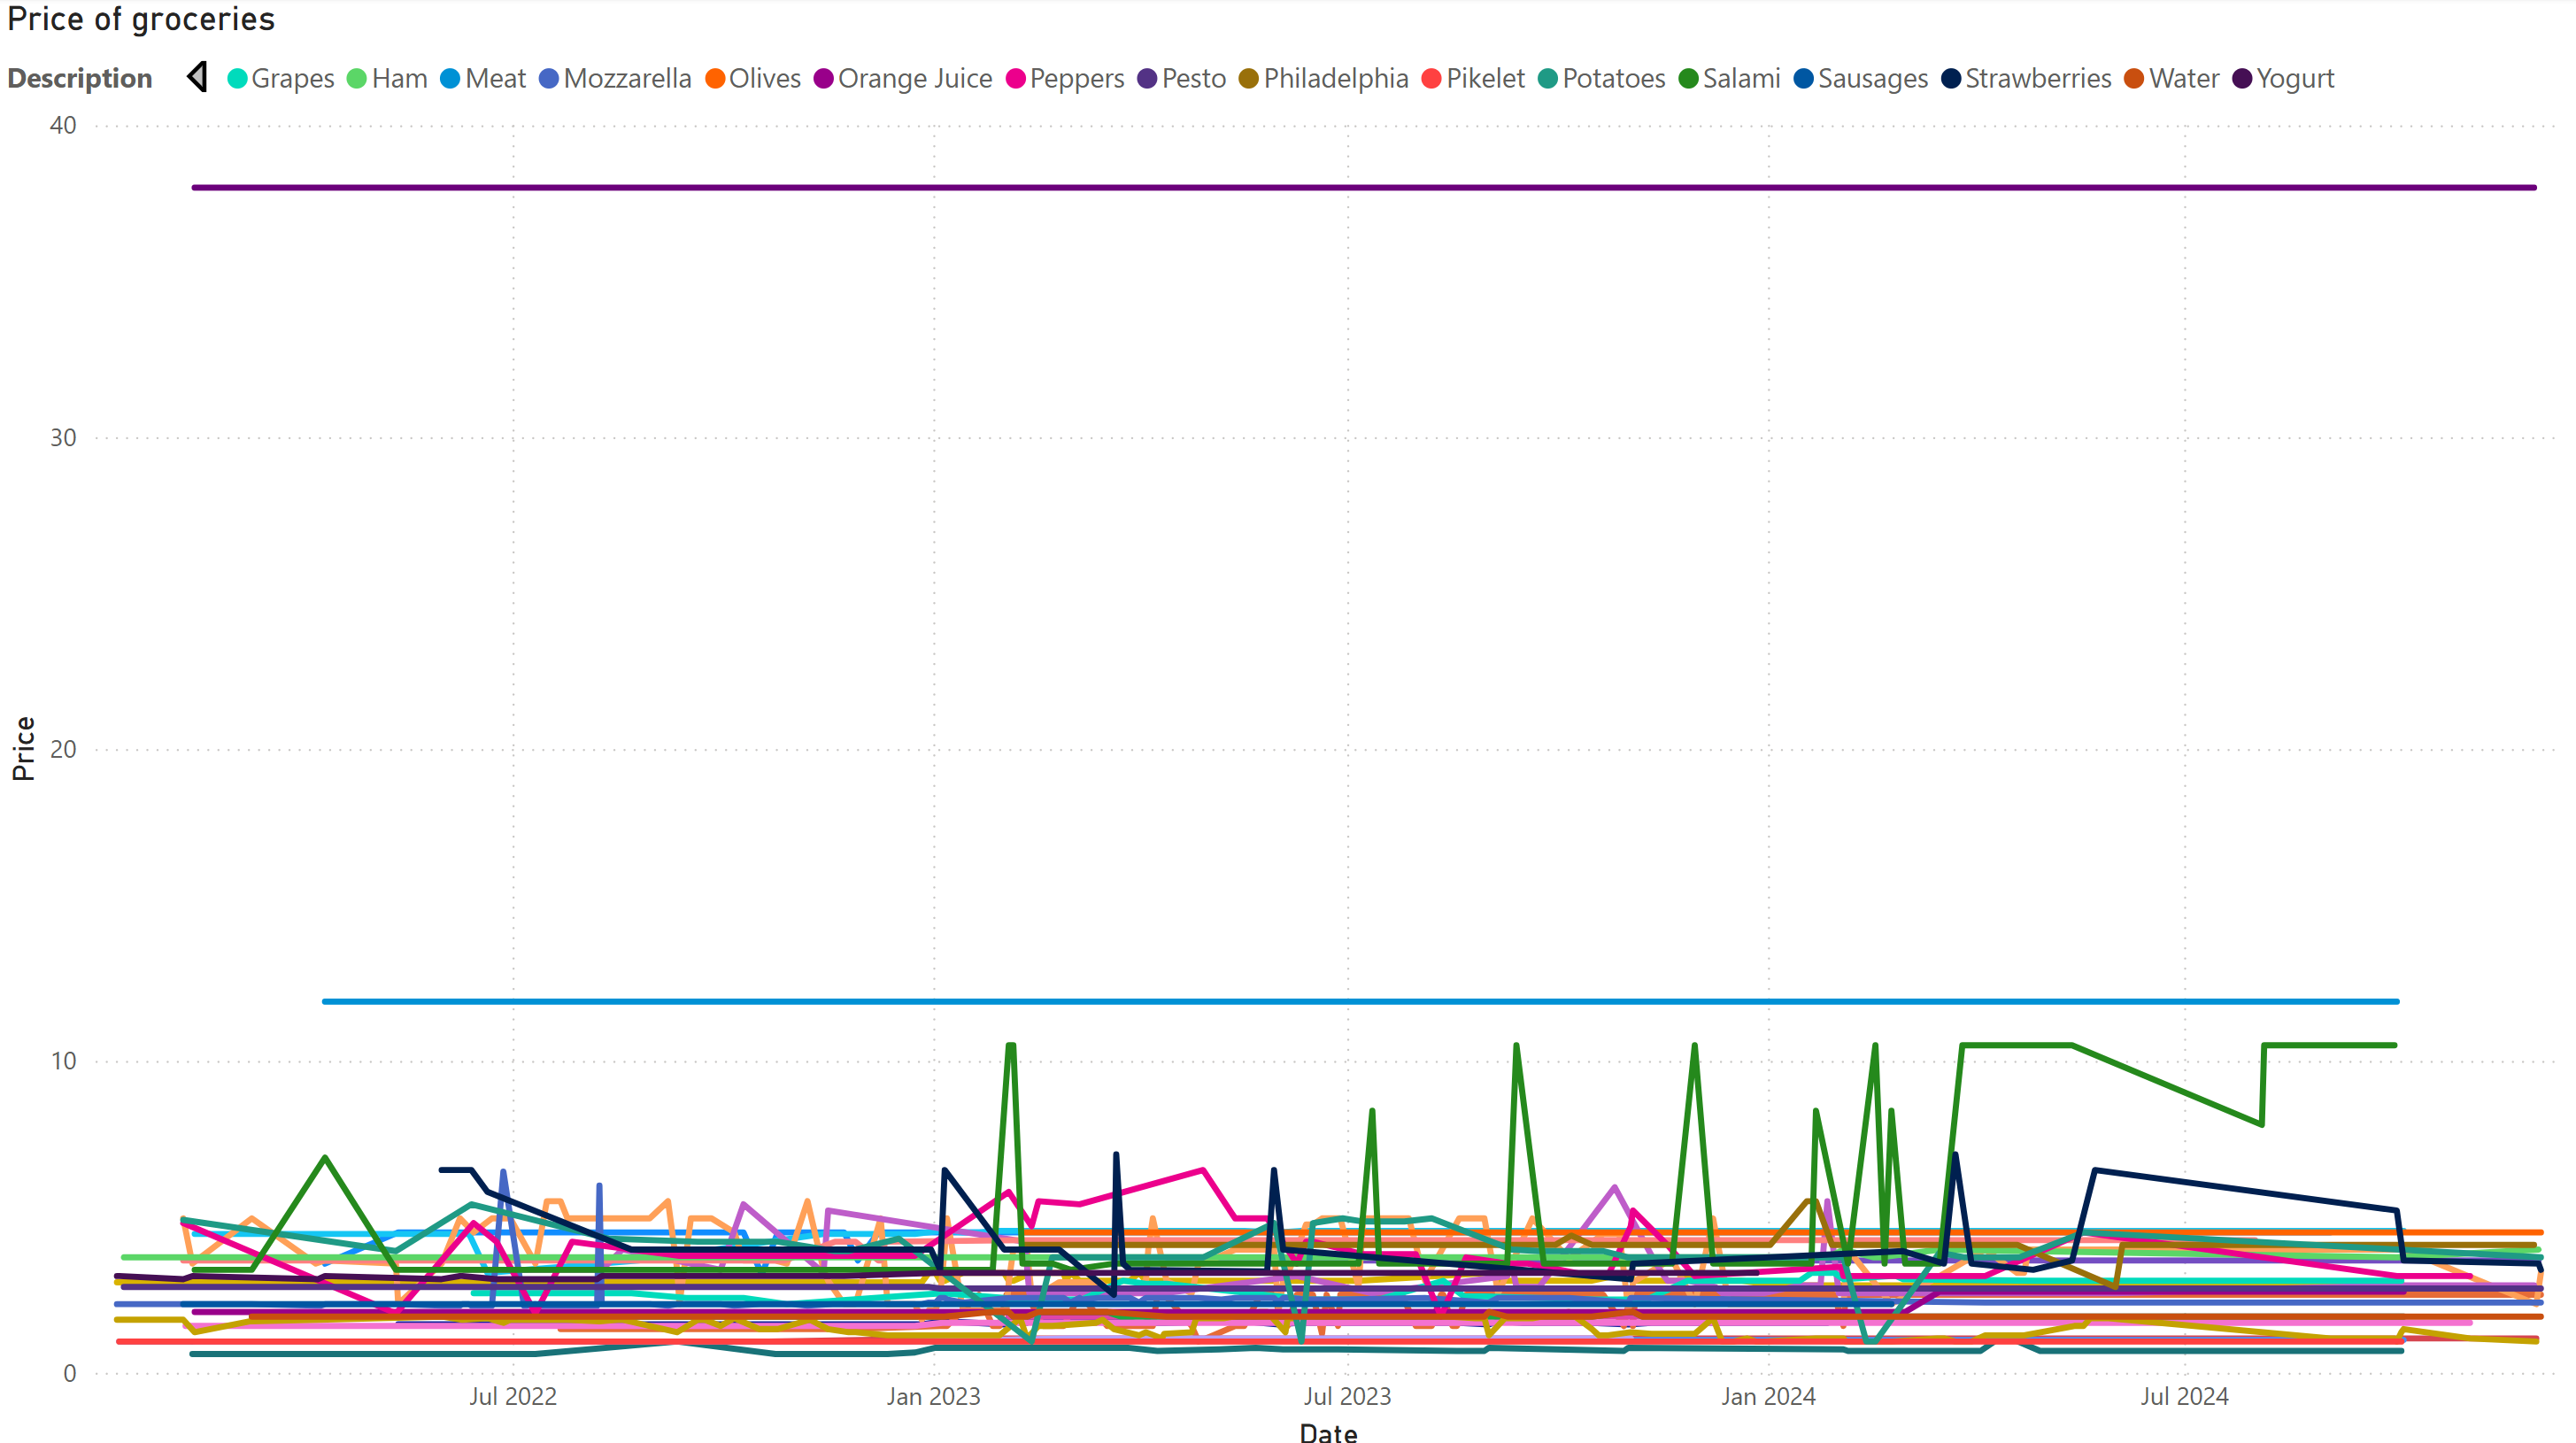 Price of groceries
Description Grapes Ham Meat Mozzarella Olives Orange Juice Peppers Pesto Philadelphia Pikelet Potatoes Salami Sausages Strawberries Water Yogurt
40
30
20
10
0
Price
Jul 2022 Jan 2023 Jul 2023 Jan 2024 Jul 2024
Date